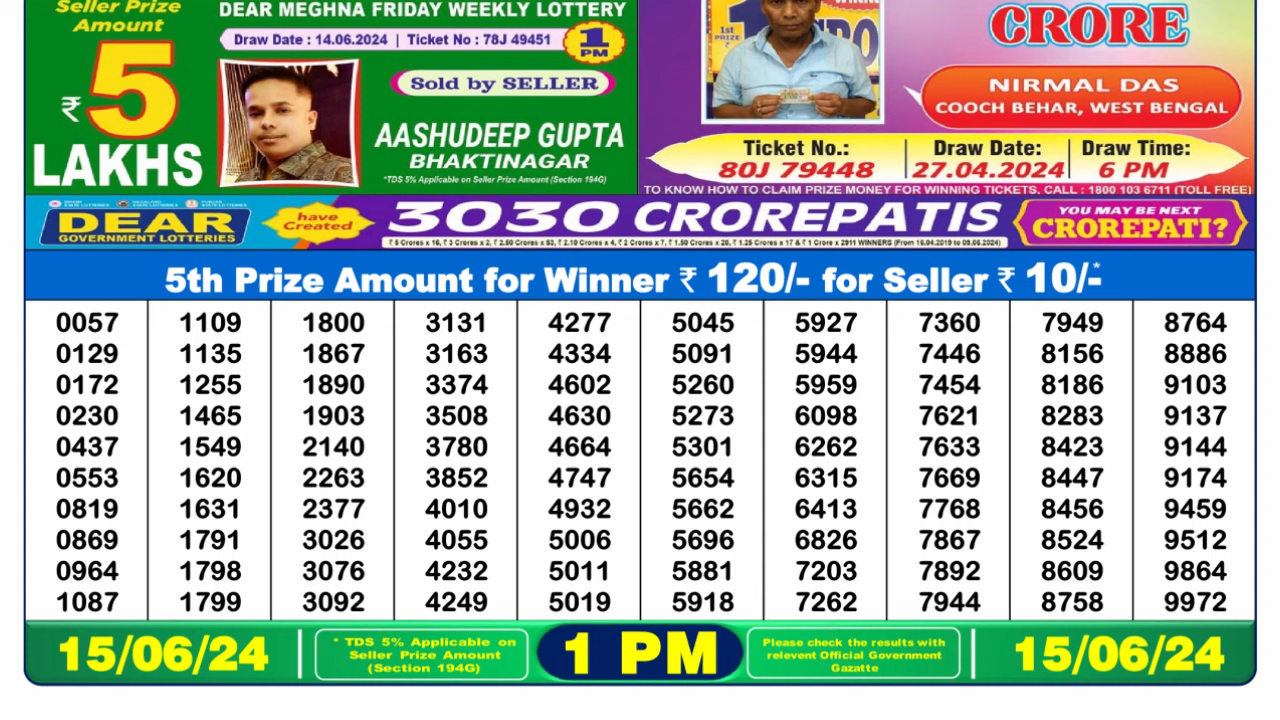 Seller Prize
Amount
₹ 5
LAKHS
DEAR MEGHNA FRIDAY WEEKLY LOTTERY
Draw Date : 14.06.2024 | Ticket No : 78J 49451
1
PM
Sold by SELLER
AASHUDEEP GUPTA
BHAKTINAGAR
*TDS 5% Applicable on Seller Prize Amount (Section 194G)
1st
PRIZE
₹
CRORE
NIRMAL DAS
COOCH BEHAR, WEST BENGAL
Ticket No.: Draw Date: Draw Time:
80J 79448 27.04.2024 6 PM
TO KNOW HOW TO CLAIM PRIZE MONEY FOR WINNING TICKETS, CALL : 1800 103 6711 (TOLL FREE)
DEAR
GOVERNMENT LOTTERIES
have
Created
3030 CROREPATIS
YOU MAY BE NEXT
CROREPATI?
5th Prize Amount for Winner ₹ 120/- for Seller ₹ 10/-*
0057 1109 1800 3131 4277 5045 5927 7360 7949 8764
0129 1135 1867 3163 4334 5091 5944 7446 8156 8886
0172 1255 1890 3374 4602 5260 5959 7454 8186 9103
0230 1465 1903 3508 4630 5273 6098 7621 8283 9137
0437 1549 2140 3780 4664 5301 6262 7633 8423 9144
0553 1620 2263 3852 4747 5654 6315 7669 8447 9174
0819 1631 2377 4010 4932 5662 6413 7768 8456 9459
0869 1791 3026 4055 5006 5696 6826 7867 8524 9512
0964 1798 3076 4232 5011 5881 7203 7892 8609 9864
1087 1799 3092 4249 5019 5918 7262 7944 8758 9972
15/06/24
* TDS 5% Applicable on
Seller Prize Amount
(Section 194G)
1 PM
Please check the results with
relevent Official Government
Gazatte
15/06/24